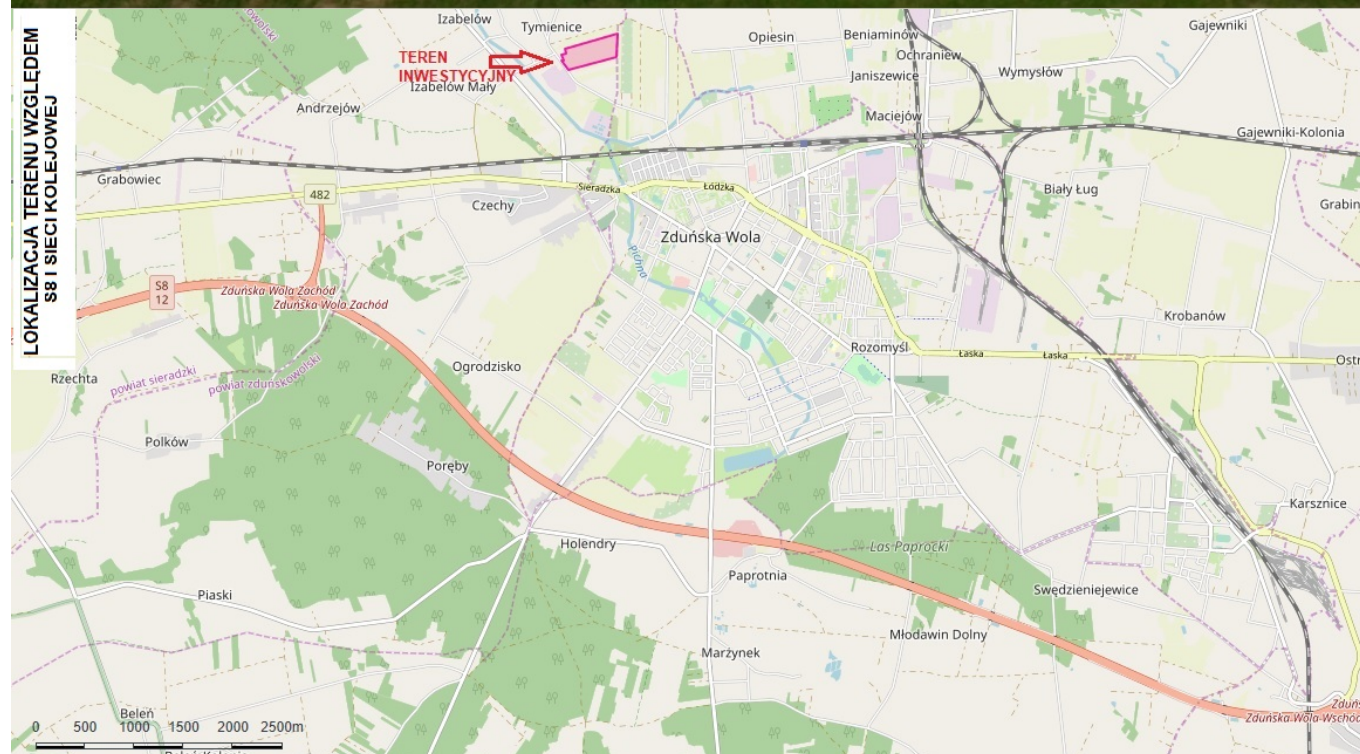 LOKALIZACJA TERENU WZGLĘDEM
S8 I SIECI KOLEJOWEJ
Izabelów
Tymienice
Gajewniki
Opiesin
Beniaminów
Ochraniew
TEREN
INWESTYCYJNY
Janiszewice
Wymysłów
Izabelów Mały
Andrzejów
Maciejów
Gajewniki-Kolonia
Grabowiec
Sieradzka
Łódzka
Biały Ług
482
Czechy
Grabin
Zduńska Wola
Pichna
S8
12
Zduńska Wola Zachód
Zduńska Wola Zachód
Krobanów
Rozomyśl
Łaska
Łaska
Ostr
Ogrodzisko
Rzechta
powiat sieradzki
powiat zduńskowolski
Polków
Poręby
Karsznice
Holendry
Las Paprocki
Paprotnia
Swędzieniejewice
Piaski
Młodawin Dolny
Marżynek
Zduńs
Zduńska Wola-Wschód
Beleń
0 500 1000 1500 2000 2500m